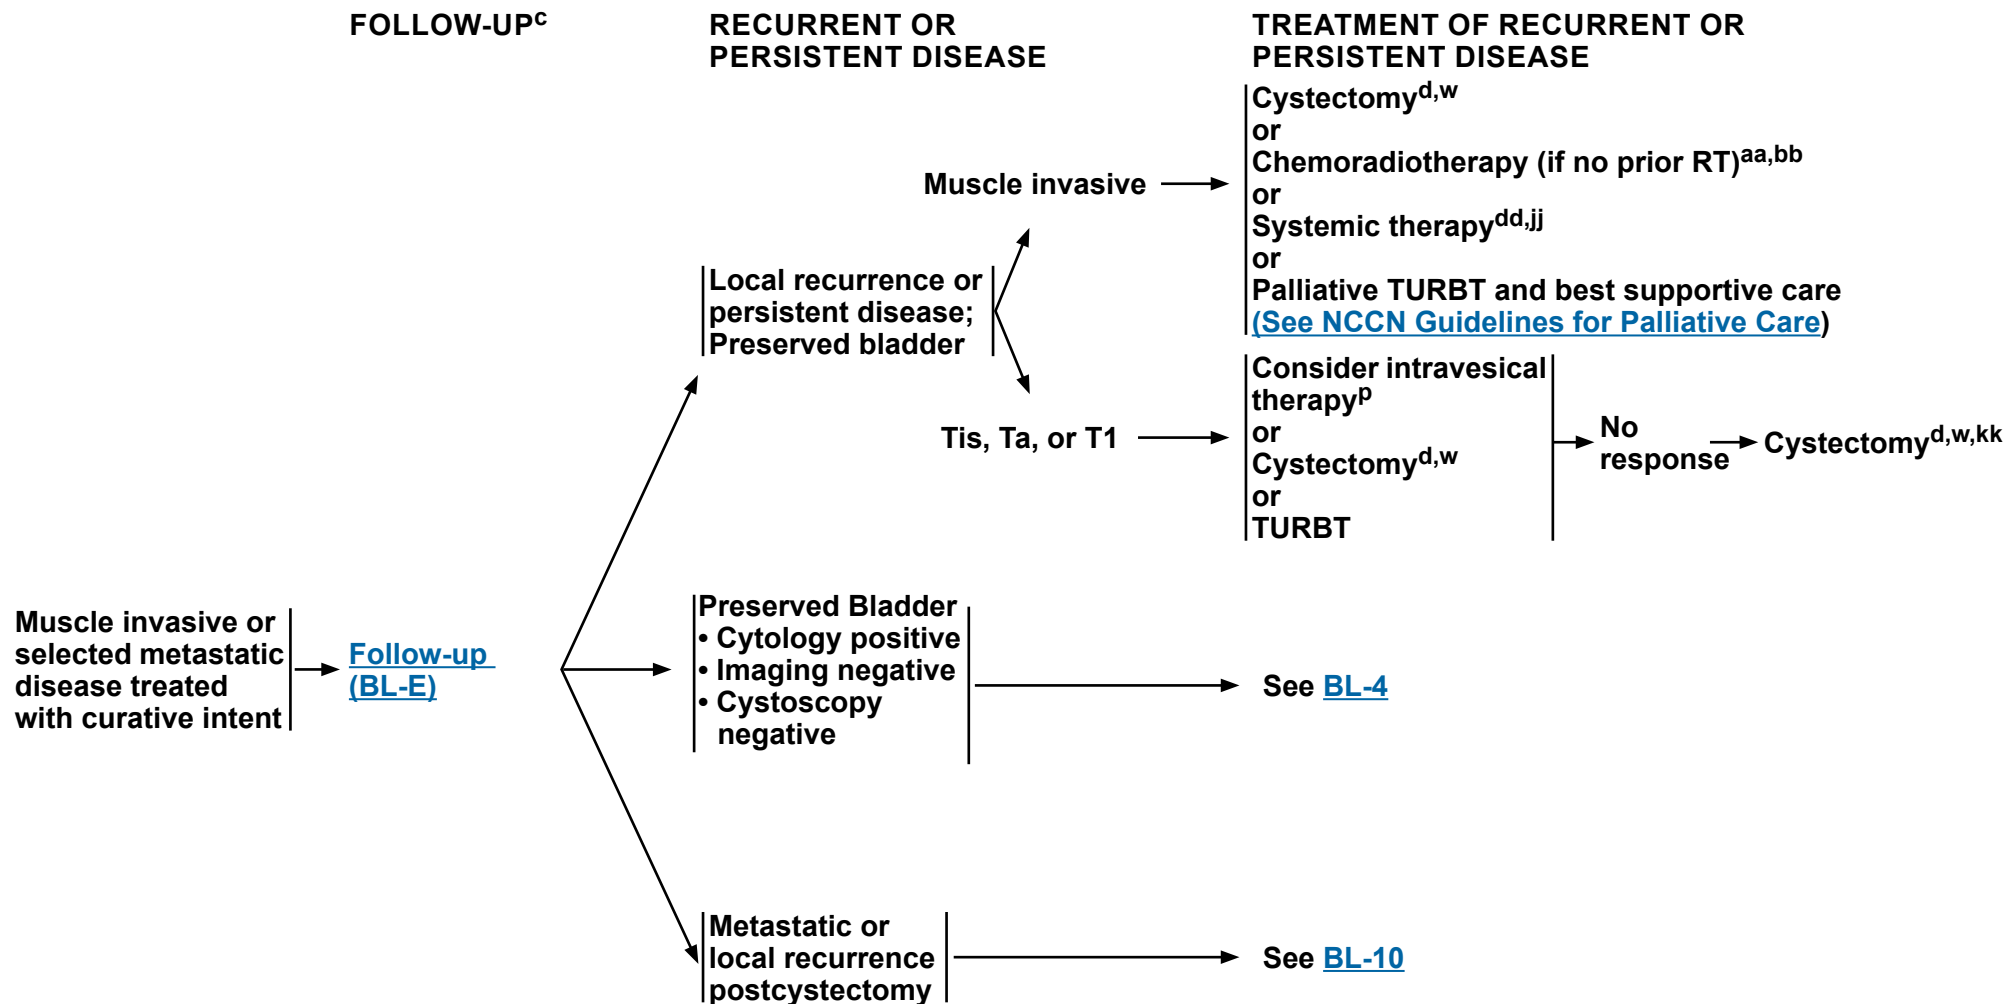 FOLLOW-UPc
RECURRENT OR
PERSISTENT DISEASE
TREATMENT OF RECURRENT OR
PERSISTENT DISEASE
Muscle invasive or
selected metastatic
disease treated
with curative intent
Follow-up
(BL-E)
Local recurrence or
persistent disease;
Preserved bladder
Muscle invasive
Cystectomyd,w
or
Chemoradiotherapy (if no prior RT)aa,bb
or
Systemic therapydd,jj
or
Palliative TURBT and best supportive care
(See NCCN Guidelines for Palliative Care)
Tis, Ta, or T1
Consider intravesical
therapyp
or
Cystectomyd,w
or
TURBT
No
response
Cystectomyd,w,kk
Preserved Bladder
• Cytology positive
• Imaging negative
• Cystoscopy
negative
See BL-4
Metastatic or
local recurrence
postcystectomy
See BL-10